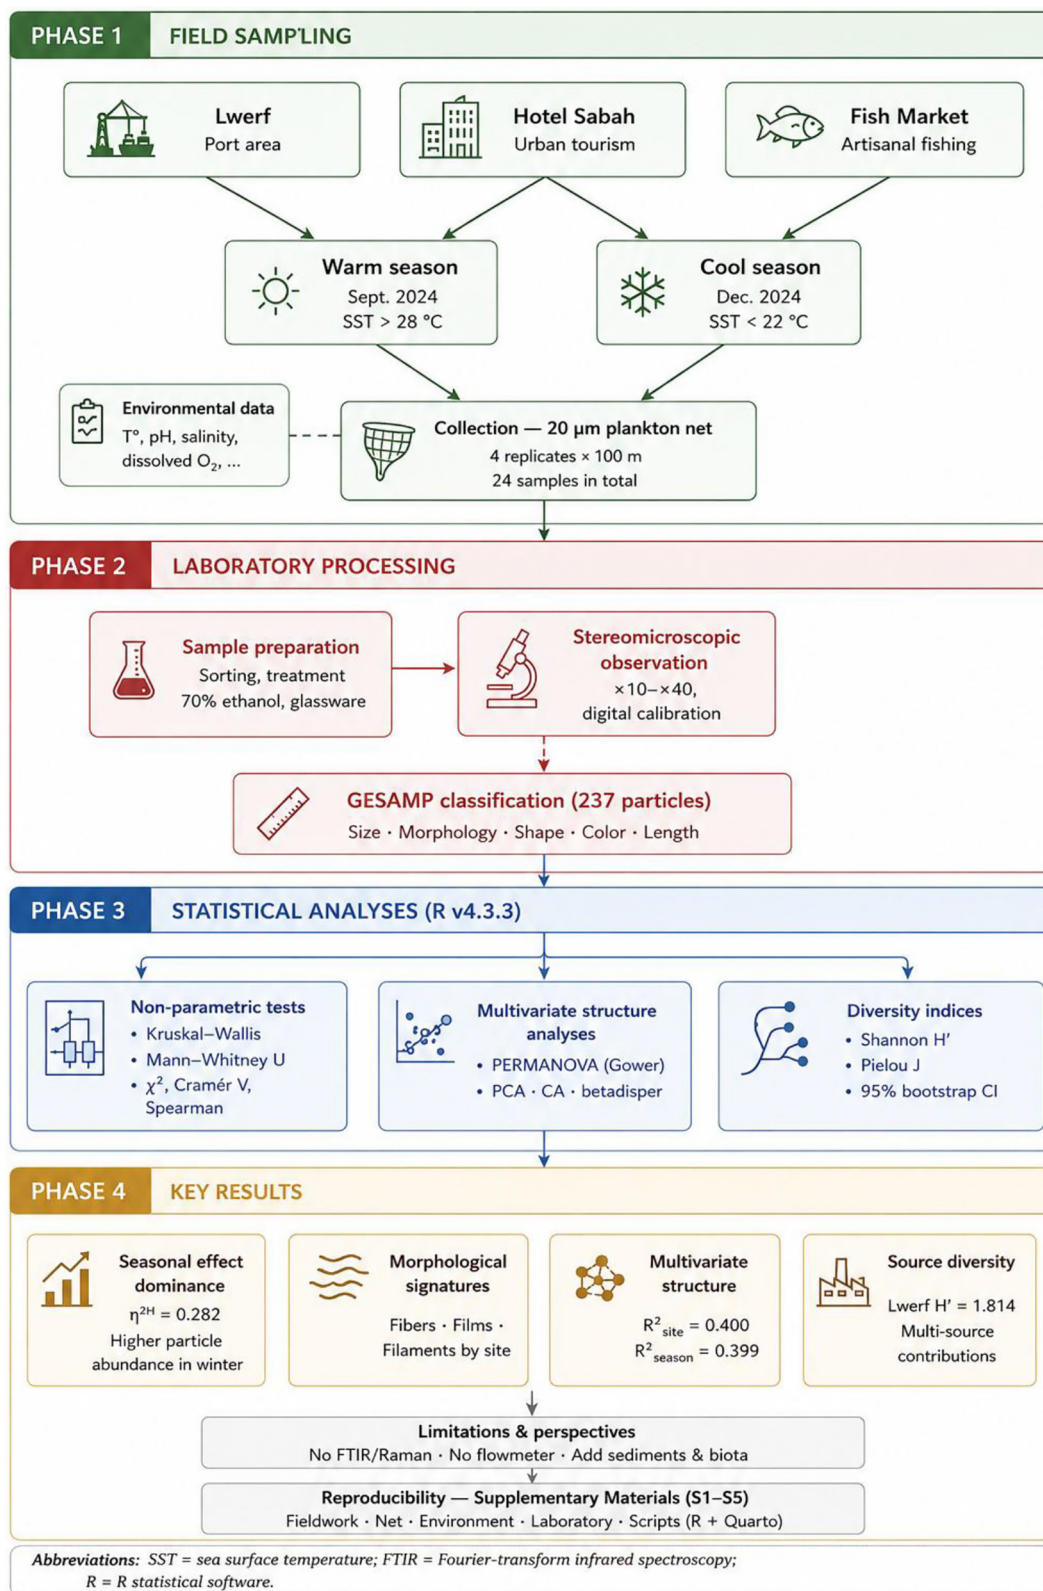 PHASE 1
FIELD SAMPLING
Lwerf
Port area
Hotel Sabah
Urban tourism
Fish Market
Artisanal fishing
Warm season
Sept. 2024
SST > 28 °C
Cool season
Dec. 2024
SST < 22 °C
Environmental data
T°, pH, salinity,
dissolved O₂, ...
Collection — 20 µm plankton net
4 replicates × 100 m
24 samples in total
PHASE 2
LABORATORY PROCESSING
Sample preparation
Sorting, treatment
70% ethanol, glassware
Stereomicroscopic
observation
×10–×40,
digital calibration
GESAMP classification (237 particles)
Size · Morphology · Shape · Color · Length
PHASE 3
STATISTICAL ANALYSES (R v4.3.3)
Non-parametric tests
• Kruskal–Wallis
• Mann–Whitney U
• χ², Cramér V,
Spearman
Multivariate structure
analyses
• PERMANOVA (Gower)
• PCA · CA · betadisper
Diversity indices
• Shannon H′
• Pielou J
• 95% bootstrap CI
PHASE 4
KEY RESULTS
Seasonal effect
dominance
η²ᴴ = 0.282
Higher particle
abundance in winter
Morphological
signatures
Fibers · Films ·
Filaments by site
Multivariate
structure
R² site = 0.400
R² season = 0.399
Source diversity
Lwerf H′ = 1.814
Multi-source
contributions
Limitations & perspectives
No FTIR/Raman · No flowmeter · Add sediments & biota
Reproducibility — Supplementary Materials (S1–S5)
Fieldwork · Net · Environment · Laboratory · Scripts (R + Quarto)
Abbreviations: SST = sea surface temperature; FTIR = Fourier-transform infrared spectroscopy;
R = R statistical software.